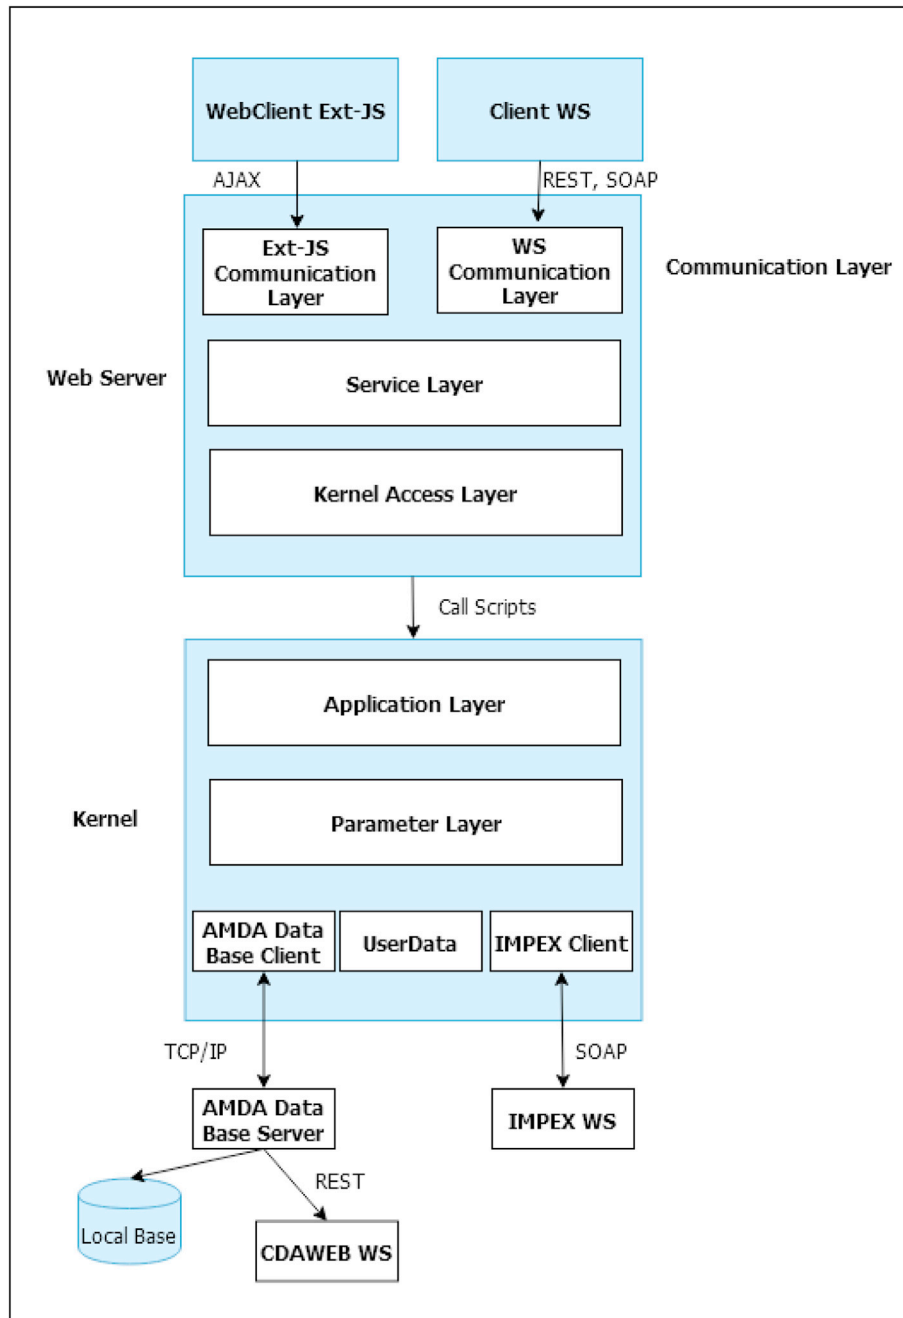 WebClient Ext-JS
Client WS
AJAX
REST, SOAP
Ext-JS
Communication
Layer
WS
Communication
Layer
Communication Layer
Web Server
Service Layer
Kernel Access Layer
Call Scripts
Application Layer
Kernel
Parameter Layer
AMDA Data
Base Client
UserData
IMPEX Client
TCP/IP
SOAP
AMDA Data
Base Server
IMPEX WS
REST
Local Base
CDAWEB WS